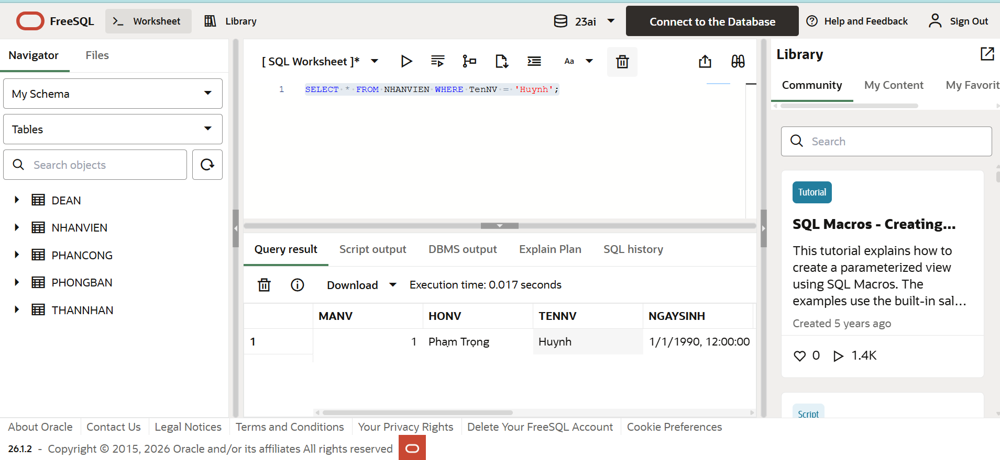 FreeSQL
Worksheet
Library
23ai
Connect to the Database
Help and Feedback
Sign Out
Navigator
Files
My Schema
Tables
Search objects
DEAN
NHANVIEN
PHANCONG
PHONGBAN
THANNHAN
[ SQL Worksheet ]*
Aa
1 SELECT * FROM NHANVIEN WHERE TenNV = 'Huynh';
Query result
Script output
DBMS output
Explain Plan
SQL history
Download
Execution time: 0.017 seconds
MANV HONV TENNV NGAYSINH
1 1 Phạm Trọng Huynh 1/1/1990, 12:00:00
Library
Community
My Content
My Favorit
Search
Tutorial
SQL Macros - Creating...
This tutorial explains how to
create a parameterized view
using SQL Macros. The
examples use the built-in sal...
Created 5 years ago
0
1.4K
Script
About Oracle
Contact Us
Legal Notices
Terms and Conditions
Your Privacy Rights
Delete Your FreeSQL Account
Cookie Preferences
26.1.2 - Copyright © 2015, 2026 Oracle and/or its affiliates All rights reserved